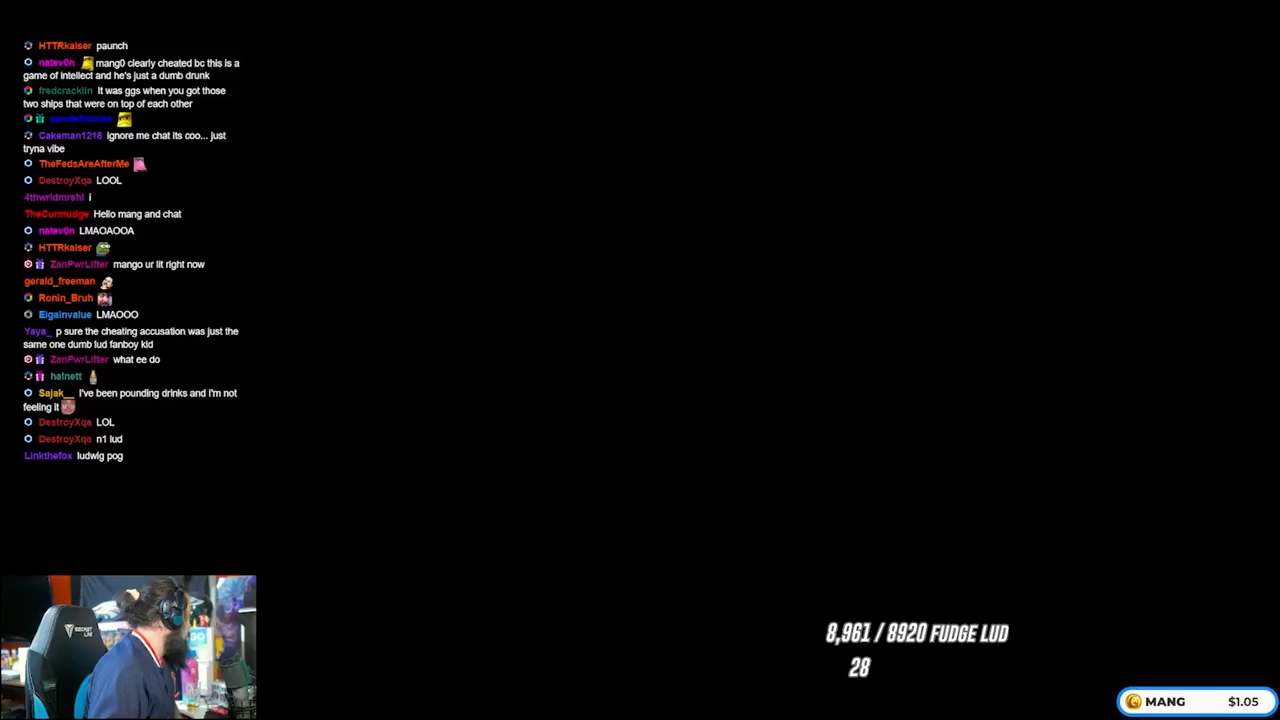 HTTRkaiser paunch
natev0n mang0 clearly cheated bc this is a
game of intellect and he's just a dumb drunk
fredcracklin It was ggs when you got those
two ships that were on top of each other
Cakeman1216 Ignore me chat its coo... just
tryna vibe
TheFedsAreAfterMe
DestroyXqa LOOL
4thwrldmrshl i
TheCurmudge Hello mang and chat
natev0n LMAOAOOA
HTTRkaiser
ZanPwrLifter mango ur lit right now
gerald_freeman
Ronin_Bruh
Eigainvalue LMAOOO
Yaya_ p sure the cheating accusation was just the
same one dumb lud fanboy kid
ZanPwrLifter what ee do
halnett
Sajak__ I've been pounding drinks and I'm not
feeling it
DestroyXqa LOL
DestroyXqa n1 lud
Linkthefox ludwig pog
SECRET
LAB
8,961 / 8920 FUDGE LUD
28
MANG $1.05